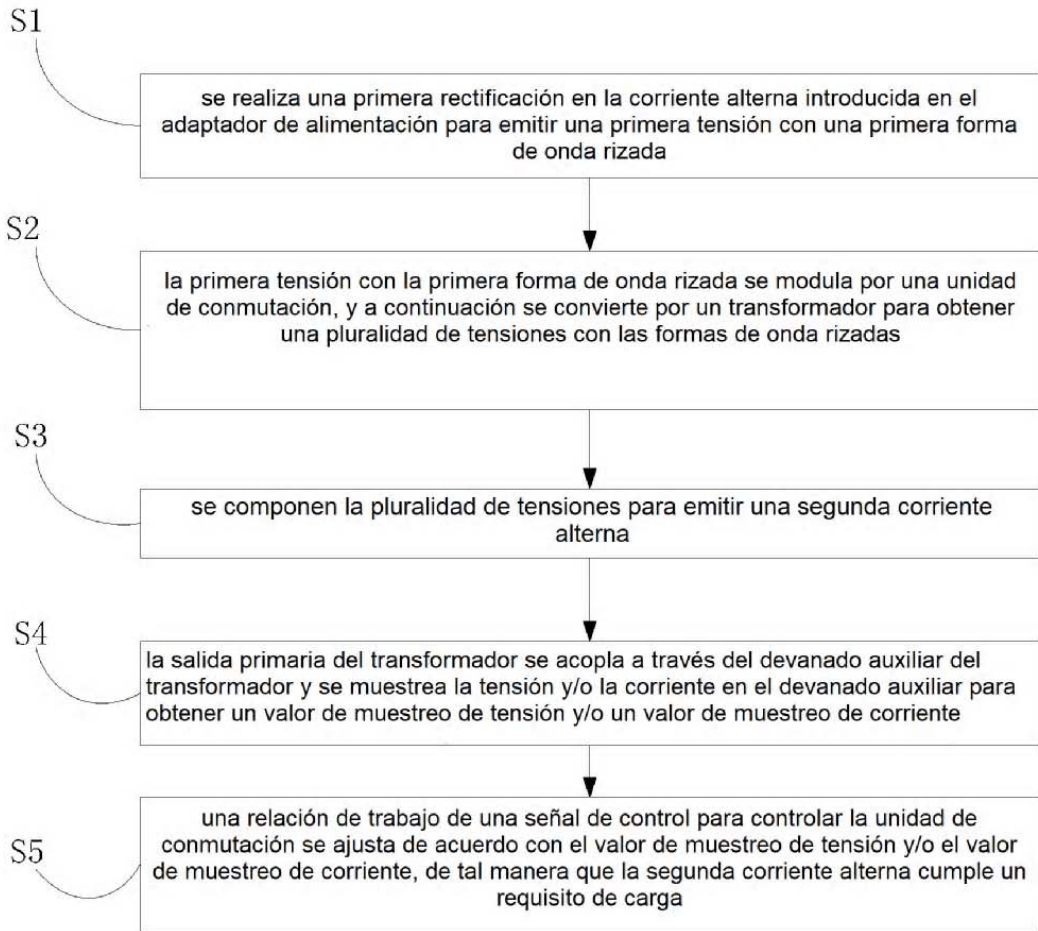 S1
se realiza una primera rectificación en la corriente alterna introducida en el
adaptador de alimentación para emitir una primera tensión con una primera forma
de onda rizada
S2
la primera tensión con la primera forma de onda rizada se modula por una unidad
de conmutación, y a continuación se convierte por un transformador para obtener
una pluralidad de tensiones con las formas de onda rizadas
S3
se componen la pluralidad de tensiones para emitir una segunda corriente
alterna
S4
la salida primaria del transformador se acopla a través del devanado auxiliar del
transformador y se muestrea la tensión y/o la corriente en el devanado auxiliar para
obtener un valor de muestreo de tensión y/o un valor de muestreo de corriente
S5
una relación de trabajo de una señal de control para controlar la unidad de
conmutación se ajusta de acuerdo con el valor de muestreo de tensión y/o el valor
de muestreo de corriente, de tal manera que la segunda corriente alterna cumple un
requisito de carga